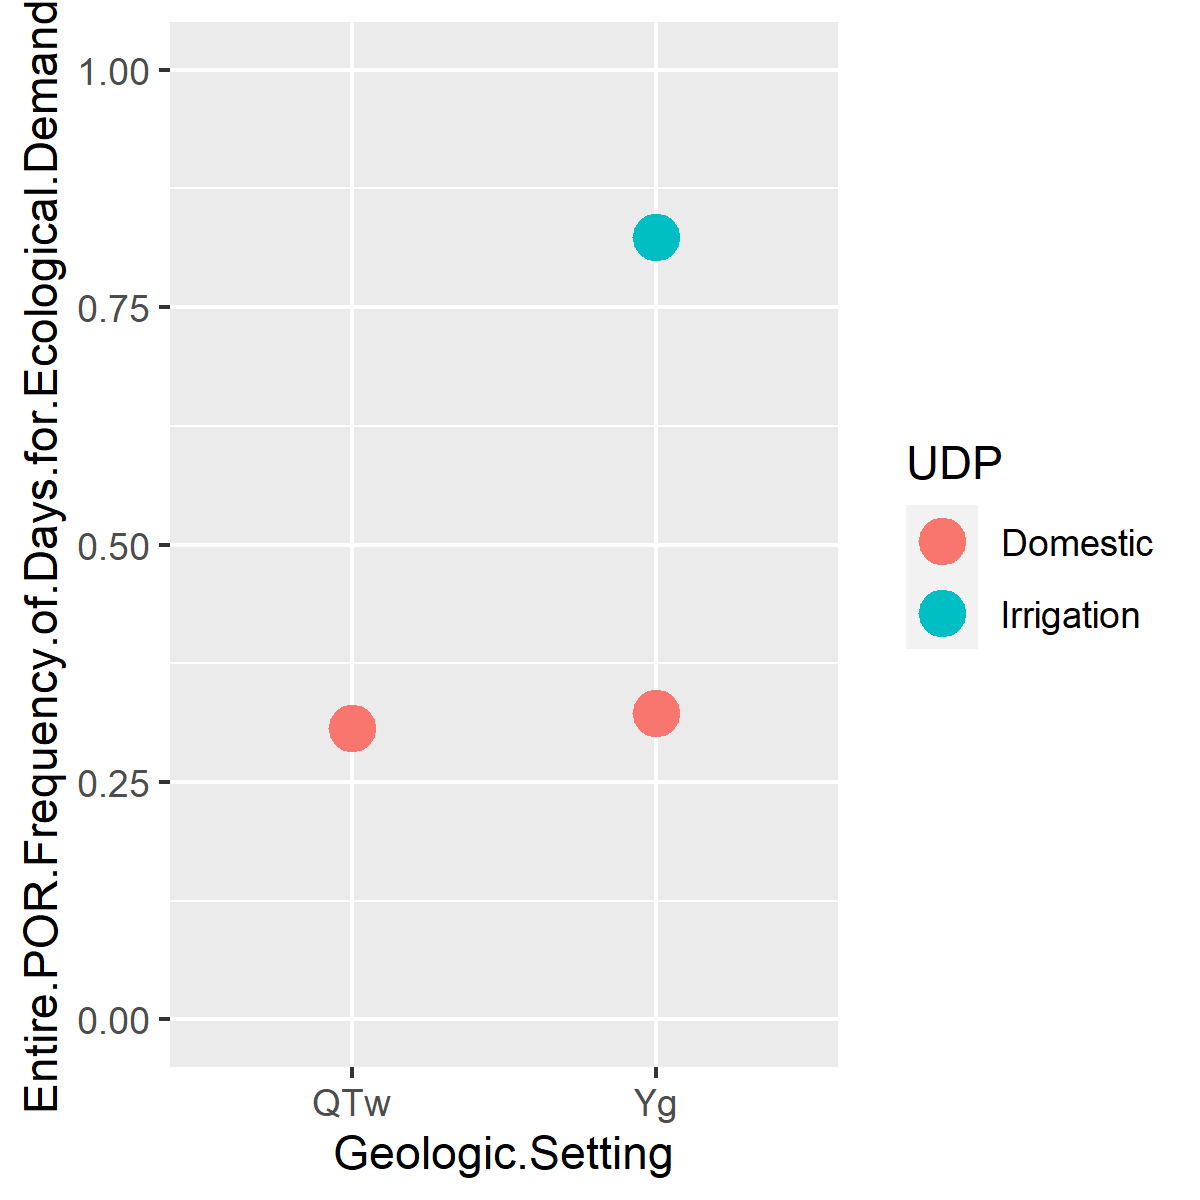 Entire.POR.Frequency.of.Days.for.Ecological.Demand
1.00
0.75
0.50
0.25
0.00
QTw
Yg
Geologic.Setting
UDP
Domestic
Irrigation